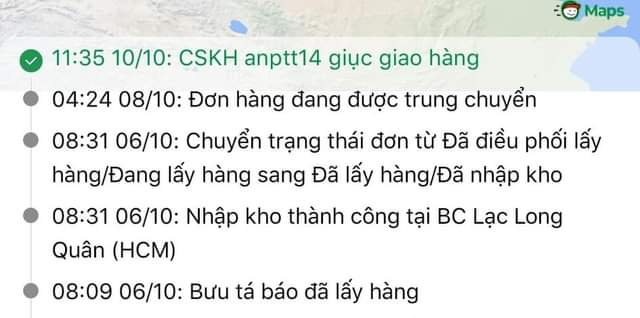 Maps
11:35 10/10: CSKH anptt14 giục giao hàng
04:24 08/10: Đơn hàng đang được trung chuyển
08:31 06/10: Chuyển trạng thái đơn từ Đã điều phối lấy
hàng/Đang lấy hàng sang Đã lấy hàng/Đã nhập kho
08:31 06/10: Nhập kho thành công tại BC Lạc Long
Quân (HCM)
08:09 06/10: Bưu tá báo đã lấy hàng